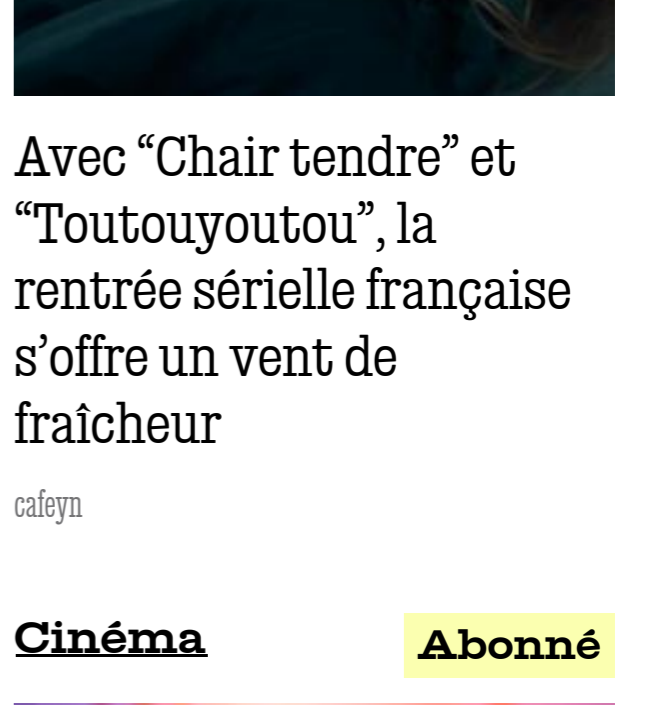 Avec “Chair tendre” et
“Toutouyoutou”, la
rentrée sérielle française
s’offre un vent de
fraîcheur
cafeyn
Cinéma
Abonné